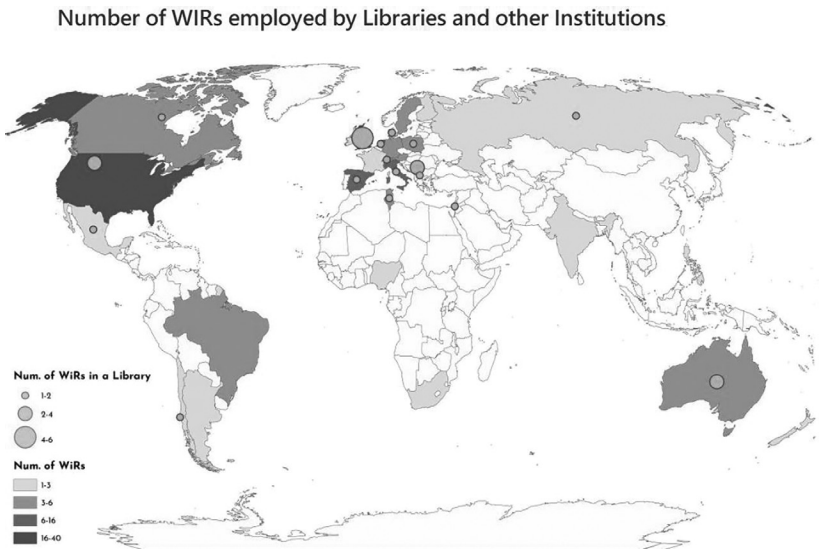 Number of WIRs employed by Libraries and other Institutions
Num. of WiRs in a Library
1-2
2-4
4-6
Num. of WiRs
1-3
3-6
6-16
16-40